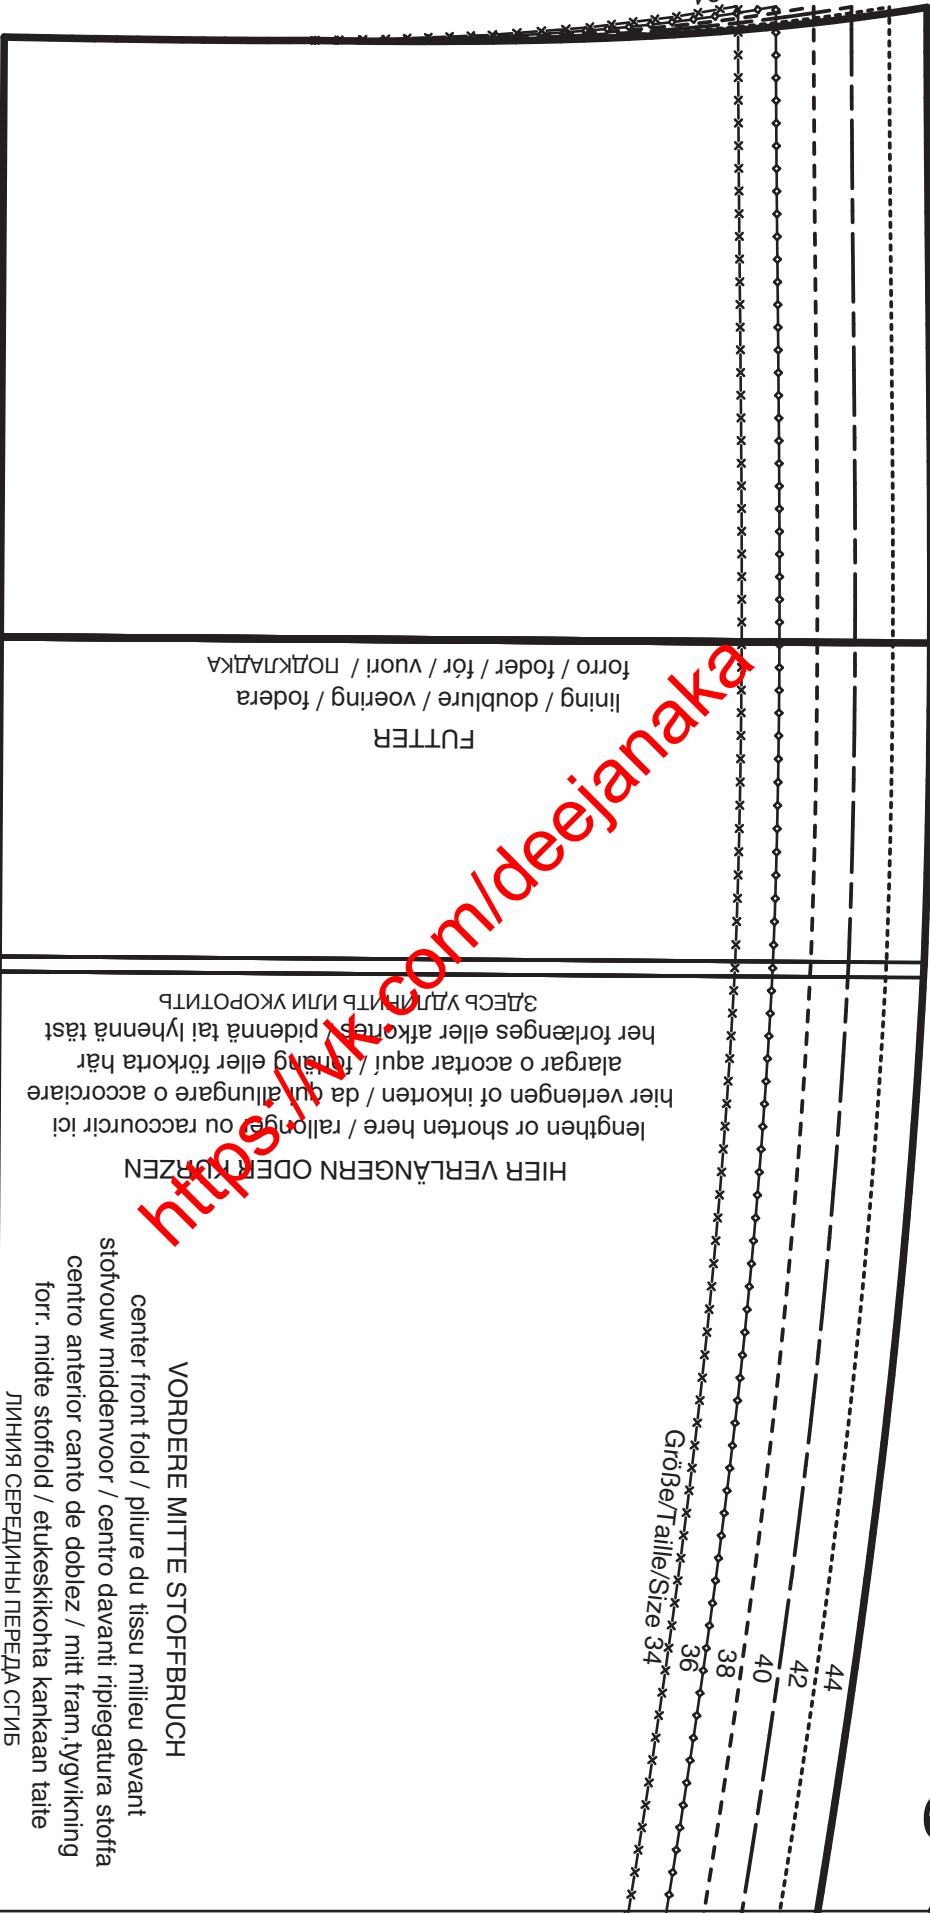 FUTTER
lining / doublure / voering / fodera
forro / foder / fór / vuori / ПОДКЛАДКА
HIER VERLÄNGERN ODER KÜRZEN
lengthen or shorten here / rallonger ou raccourcir ici
hier verlengen of inkorten / da qui allungare o accorciare
alargar o acortar aquí / förläng eller förkorta här
her forlænges eller afkortes / pidennä tai lyhennä täst
ЗДЕСЬ УДЛИННИТЬ ИЛИ УКОРОТИТЬ
https://vk.com/deejanaka
VORDERE MITTE STOFFBRUCH
center front fold / pliure du tissu milieu devant
stofvouw middenvoor / centro davanti ripiegatura stoffa
centro anterior canto de doblez / mitt fram,tygvikning
forr. midte stoffold / etukeskikohta kankaan taite
ЛИНИЯ СЕРЕДИНЫ ПЕРЕДА СГИБ
Größe/Taille/Size 34
36
38
40
42
44